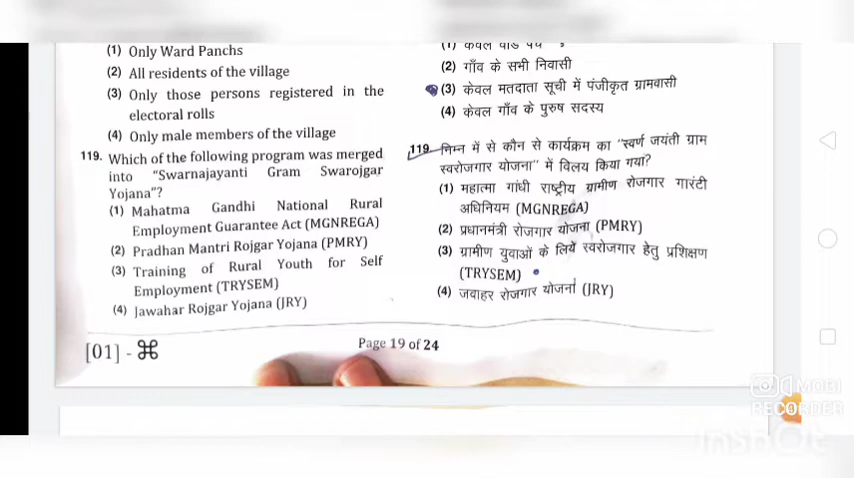 (1) Only Ward Panchs
(2) All residents of the village
(3) Only those persons registered in the
electoral rolls
(4) Only male members of the village
119. Which of the following program was merged
into "Swarnajayanti Gram Swarojgar
Yojana"?
(1) Mahatma Gandhi National Rural
Employment Guarantee Act (MGNREGA)
(2) Pradhan Mantri Rojgar Yojana (PMRY)
(3) Training of Rural Youth for Self
Employment (TRYSEM)
(4) Jawahar Rojgar Yojana (JRY)
(1) केवल वार्ड पंच
(2) गाँव के सभी निवासी
(3) केवल मतदाता सूची में पंजीकृत ग्रामवासी
(4) केवल गाँव के पुरुष सदस्य
119. निम्न में से कौन से कार्यक्रम का "स्वर्ण जयंती ग्राम
स्वरोजगार योजना" में विलय किया गया?
(1) महात्मा गांधी राष्ट्रीय ग्रामीण रोजगार गारंटी
अधिनियम (MGNREGA)
(2) प्रधानमंत्री रोजगार योजना (PMRY)
(3) ग्रामीण युवाओं के लिये स्वरोजगार हेतु प्रशिक्षण
(TRYSEM)
(4) जवाहर रोजगार योजना (JRY)
[01] - ⌘
Page 19 of 24
MOBI
RECORDER
InShOt